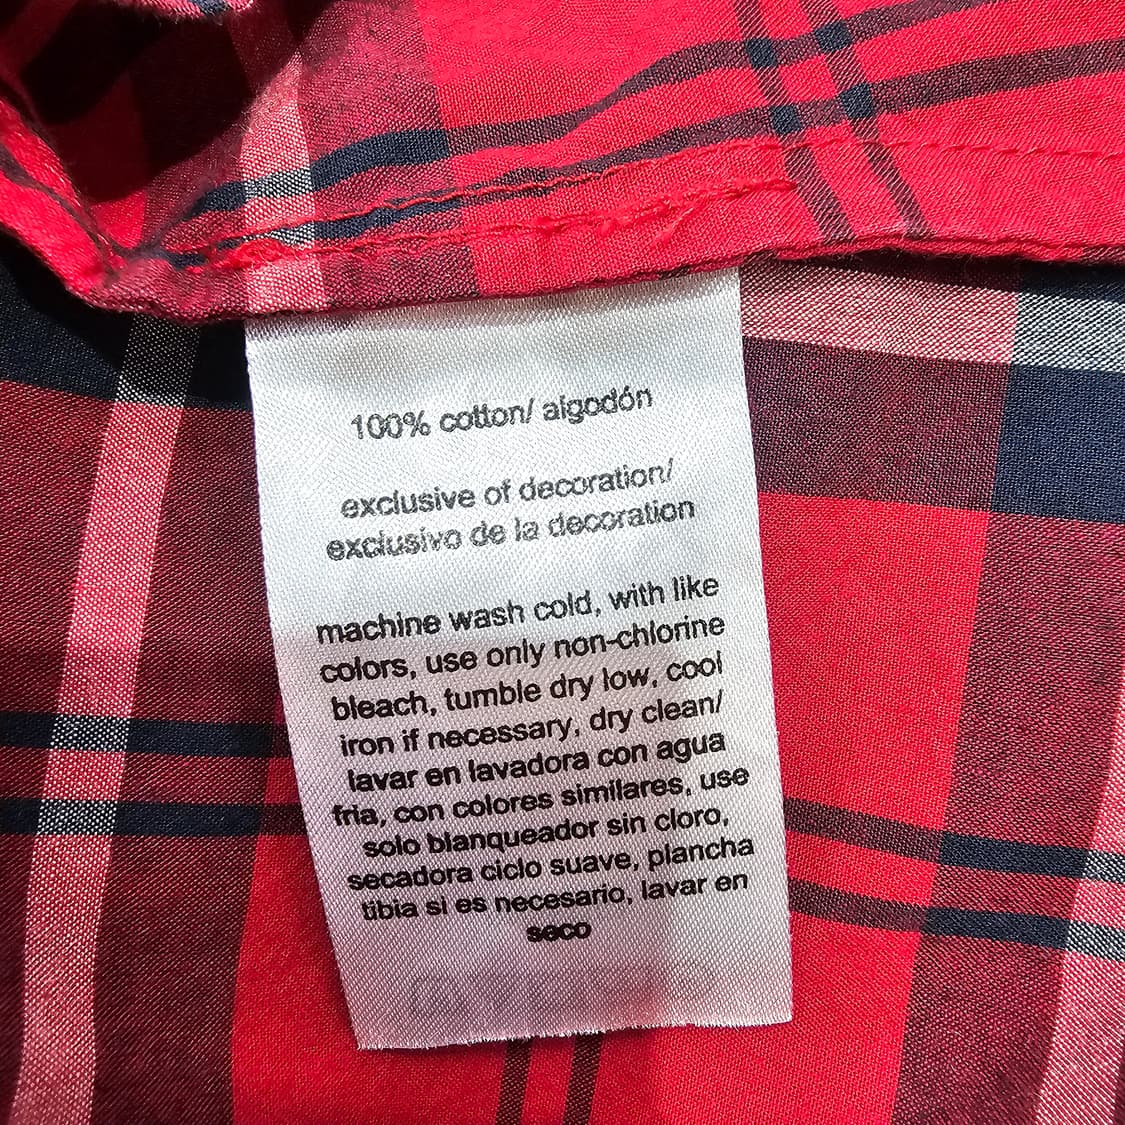 100% cotton/ algodón
exclusive of decoration/
exclusivo de la decoration
machine wash cold, with like
colors, use only non-chlorine
bleach, tumble dry low, cool
iron if necessary, dry clean/
lavar en lavadora con agua
fria, con colores similares, use
solo blanqueador sin cloro,
secadora ciclo suave, plancha
tibia si es necesario, lavar en
seco